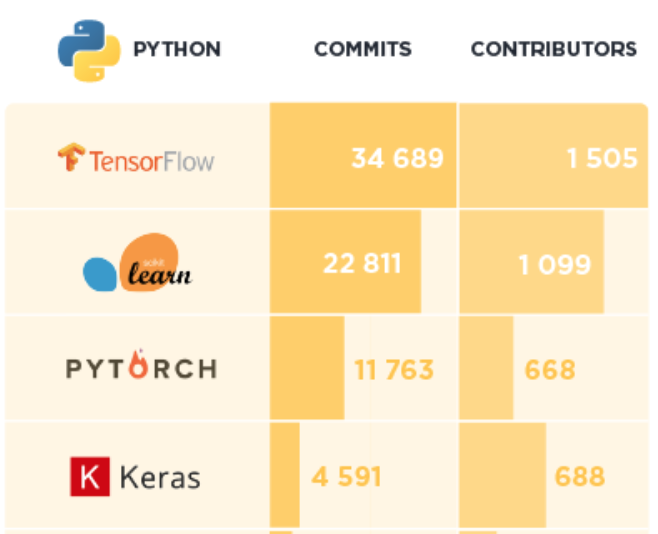 PYTHON COMMITS CONTRIBUTORS
TensorFlow 34 689 1 505
scikit
learn 22 811 1 099
PYTORCH 11 763 668
K Keras 4 591 688